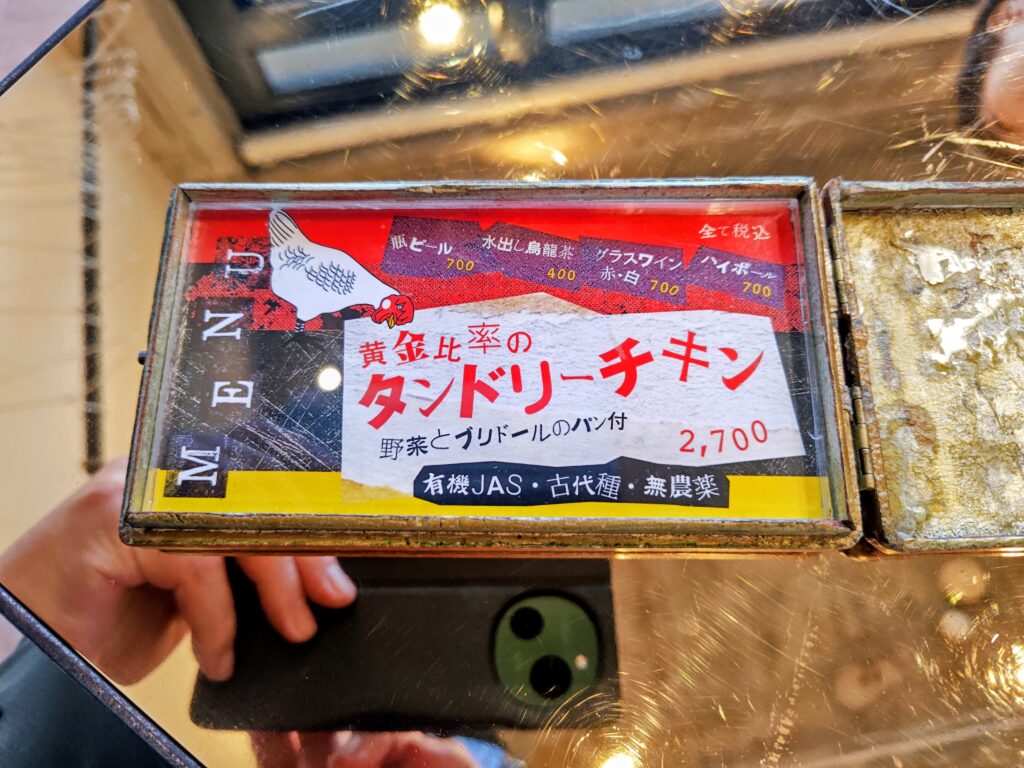 MENU
全て税込
瓶ビール
700
水出し烏龍茶
400
グラスワイン
赤・白 700
ハイボール
700
黄金比率の
タンドリーチキン
野菜とブリドールのパン付
2,700
有機JAS・古代種・無農薬